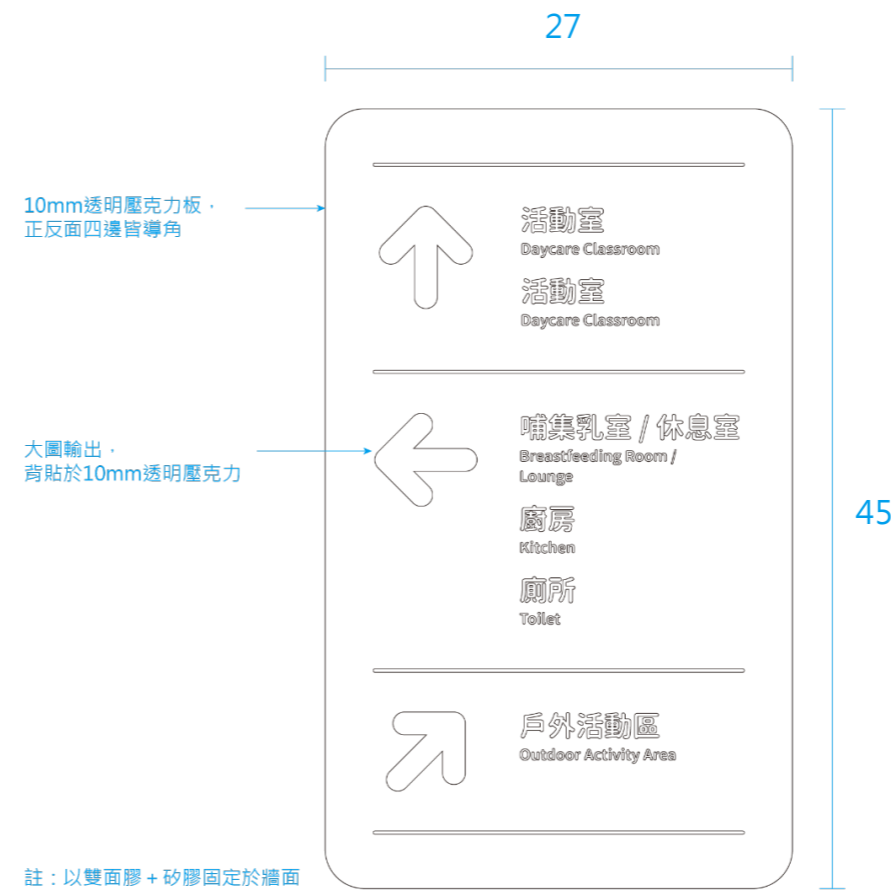 27
10mm透明壓克力板，
正反面四邊皆導角
活動室
Daycare Classroom
活動室
Daycare Classroom
大圖輸出，
背貼於10mm透明壓克力
哺集乳室 / 休息室
Breastfeeding Room /
Lounge
45
廚房
Kitchen
廁所
Toilet
戶外活動區
Outdoor Activity Area
註：以雙面膠+矽膠固定於牆面